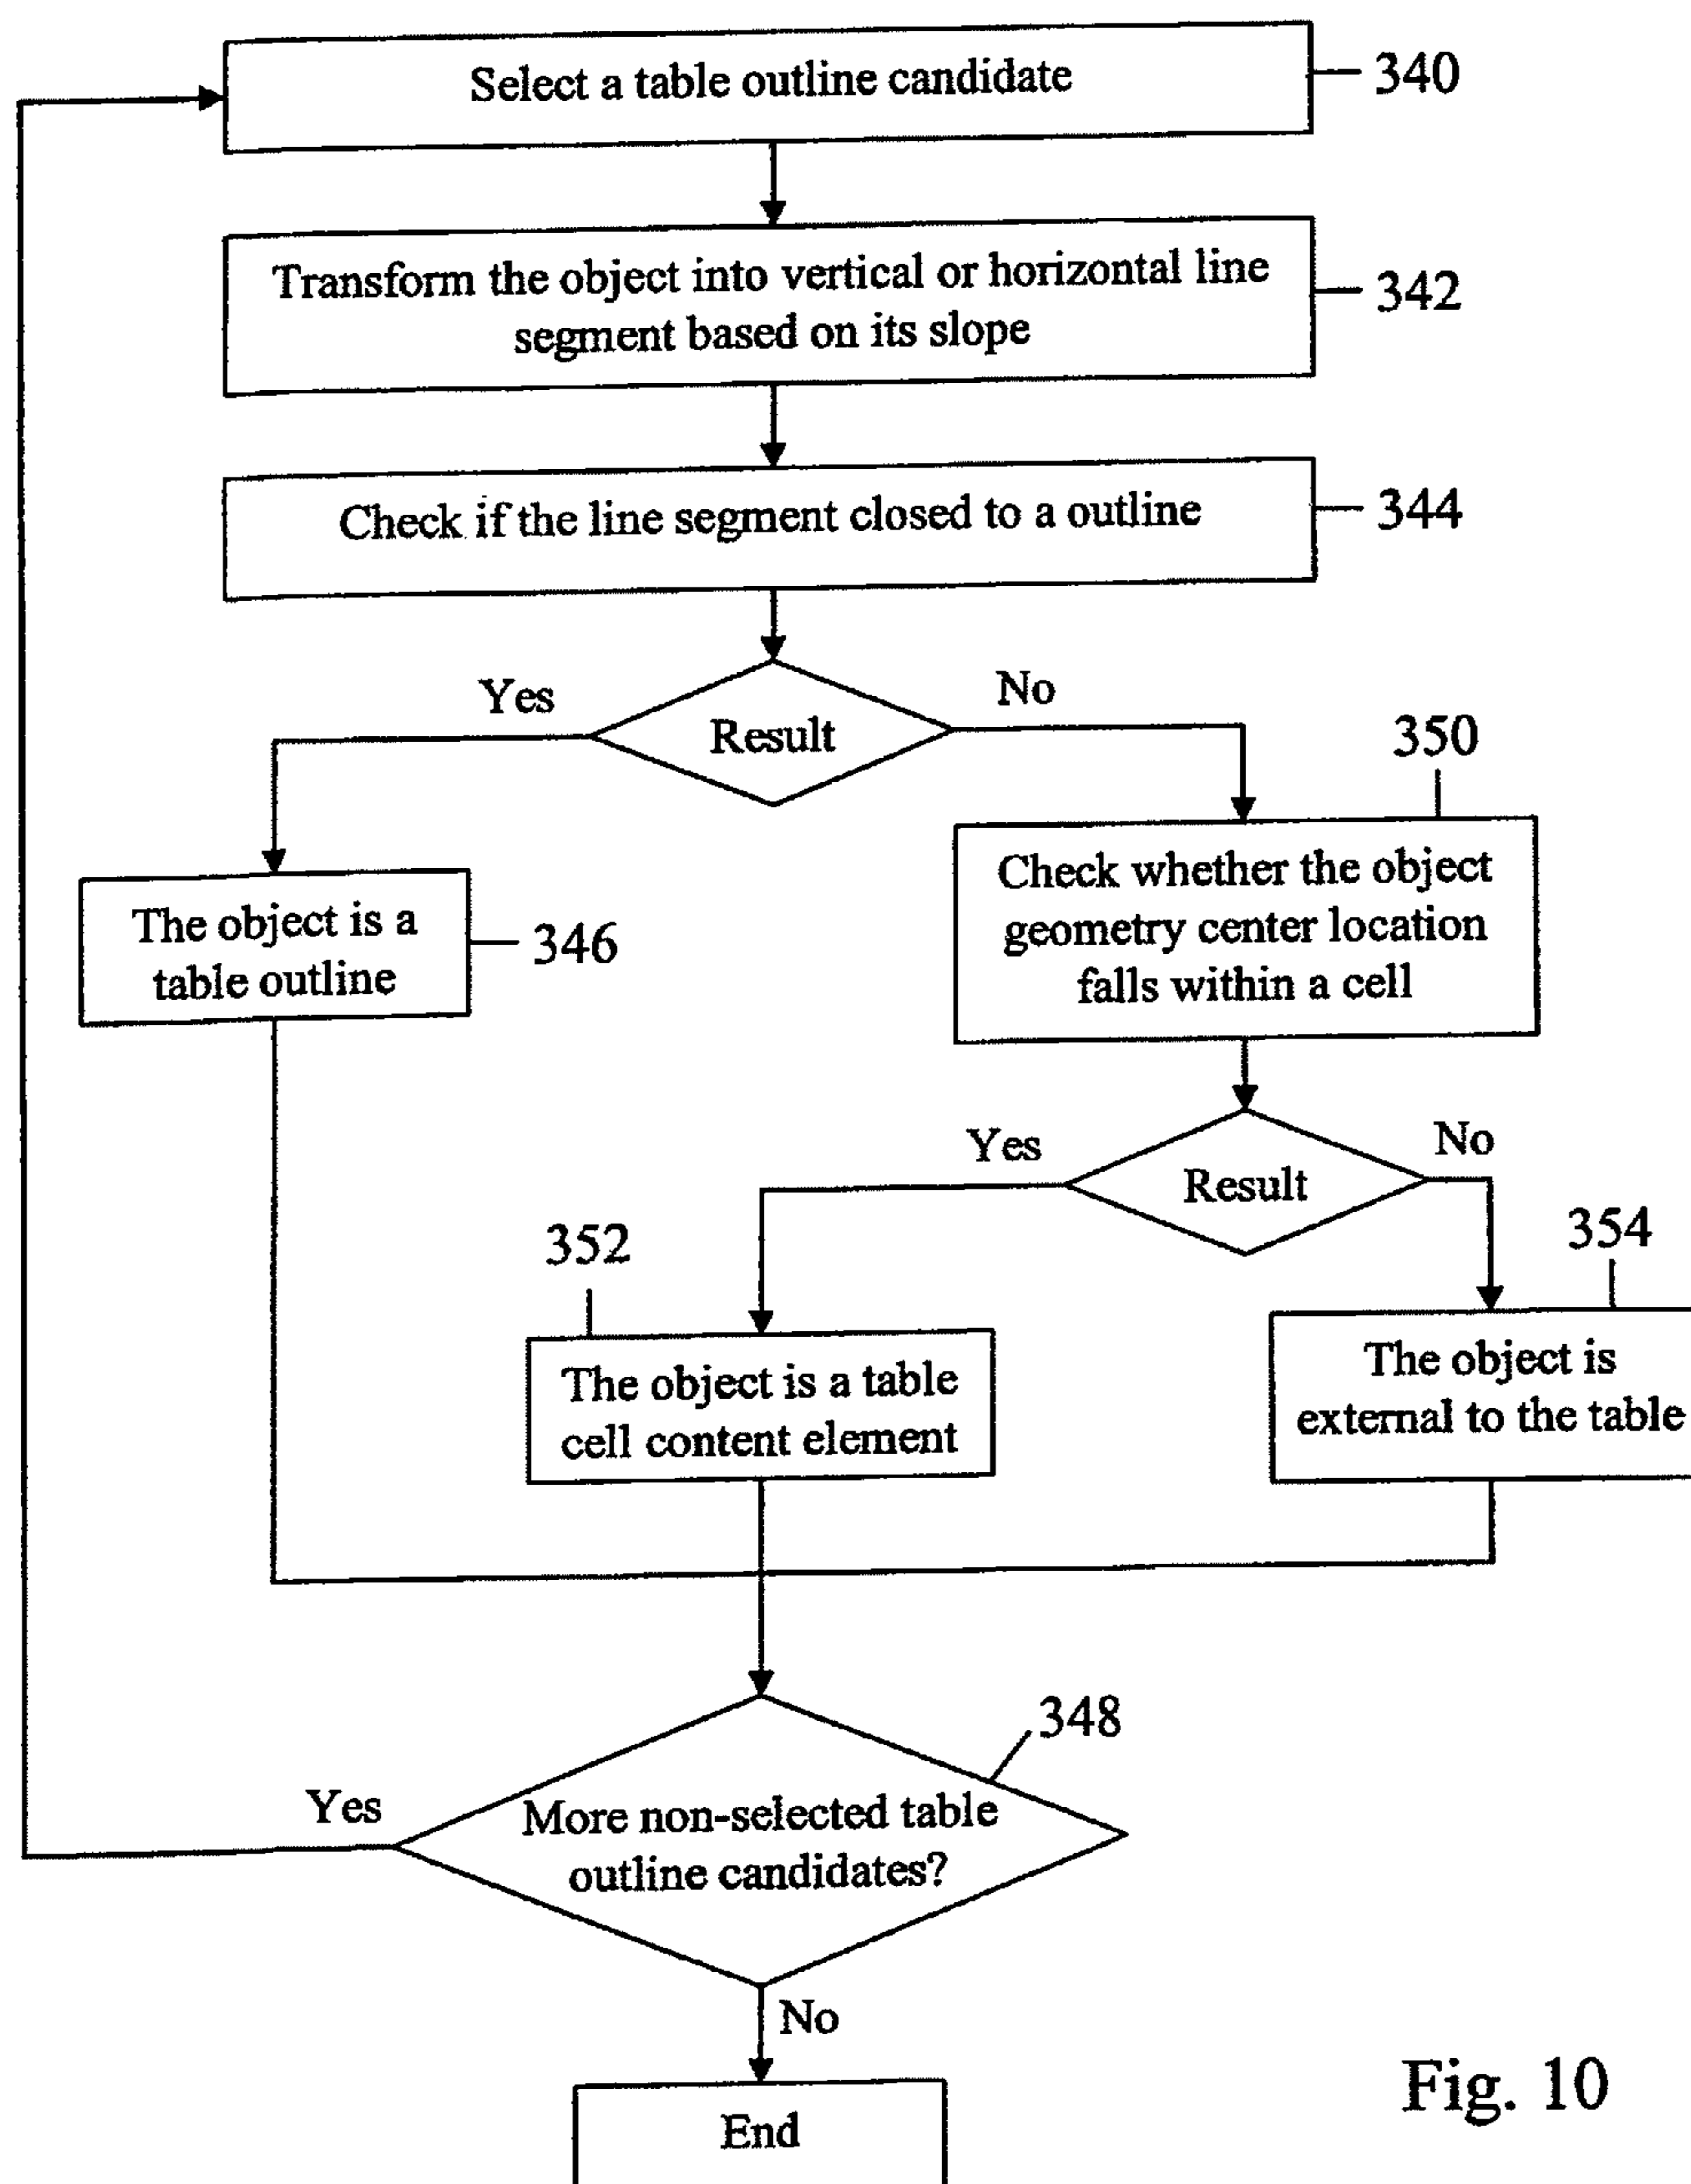 Select a table outline candidate
340
Transform the object into vertical or horizontal line
segment based on its slope
342
Check if the line segment closed to a outline
344
Yes
Result
No
350
The object is a
table outline
346
Check whether the object
geometry center location
falls within a cell
Yes
Result
No
352
354
The object is a table
cell content element
The object is
external to the table
348
Yes
More non-selected table
outline candidates?
No
End
Fig. 10